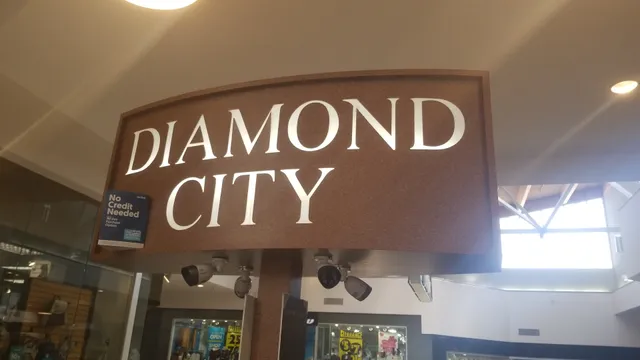 DIAMOND
CITY
No
Credit
Needed